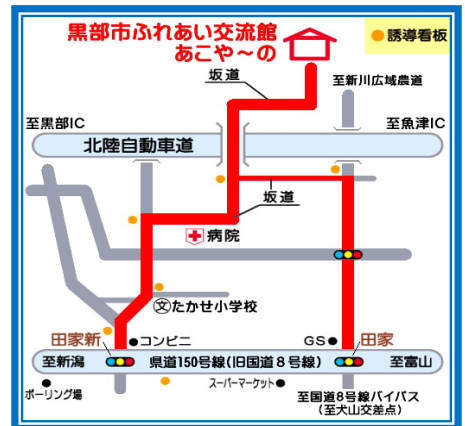 黒部市ふれあい交流館
あこや～の
誘導看板
坂道
至新川広域農道
至黒部IC
至魚津IC
北陸自動車道
坂道
病院
文たかせ小学校
田家新
コンビニ
GS
田家
至新潟
県道150号線(旧国道8号線)
至富山
ボーリング場
スーパーマーケット
至国道8号線バイパス
(至犬山交差点)